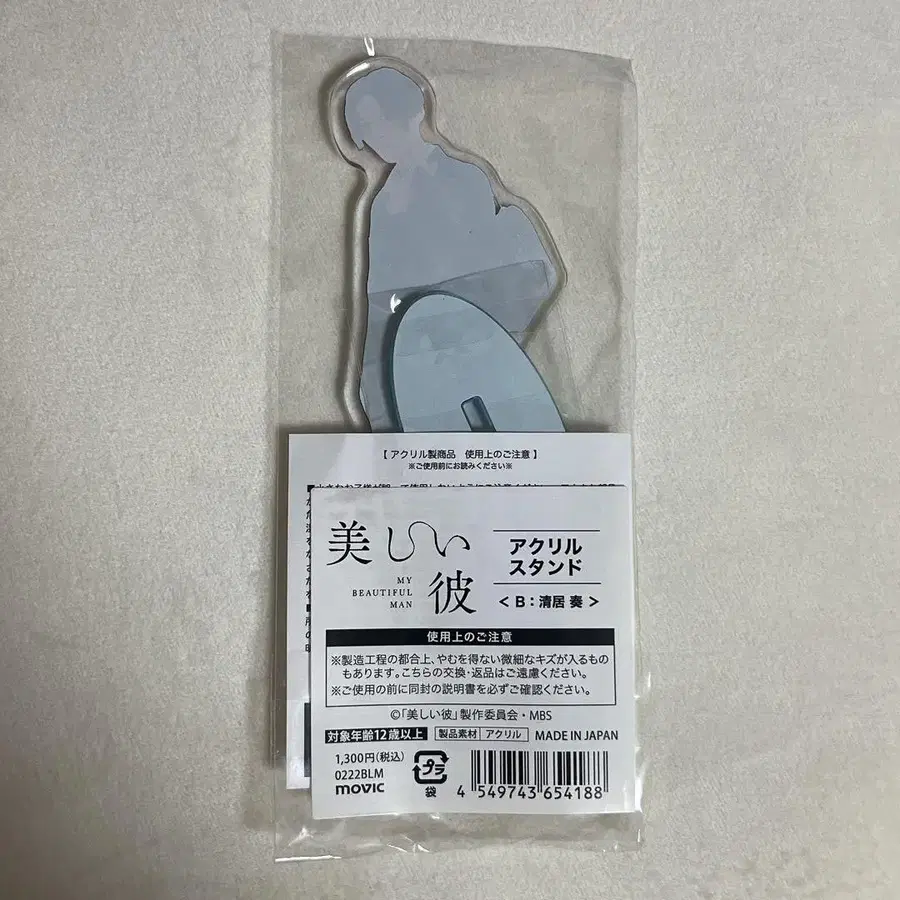 【 アクリル製商品 使用上のご注意 】
※ご使用前にお読みください※
美しい彼
MY
BEAUTIFUL
MAN
アクリル
スタンド
< B：清居 奏 >
使用上のご注意
※製造工程の都合上、やむを得ない微細なキズが入るもの
もあります。こちらの交換・返品はご遠慮ください。
※ご使用の前に同封の説明書を必ずご確認ください。
©「美しい彼」製作委員会・MBS
対象年齢12歳以上 製品素材 アクリル MADE IN JAPAN
1,300円(税込)
0222BLM
movic
プラ
袋
4 549743 654188